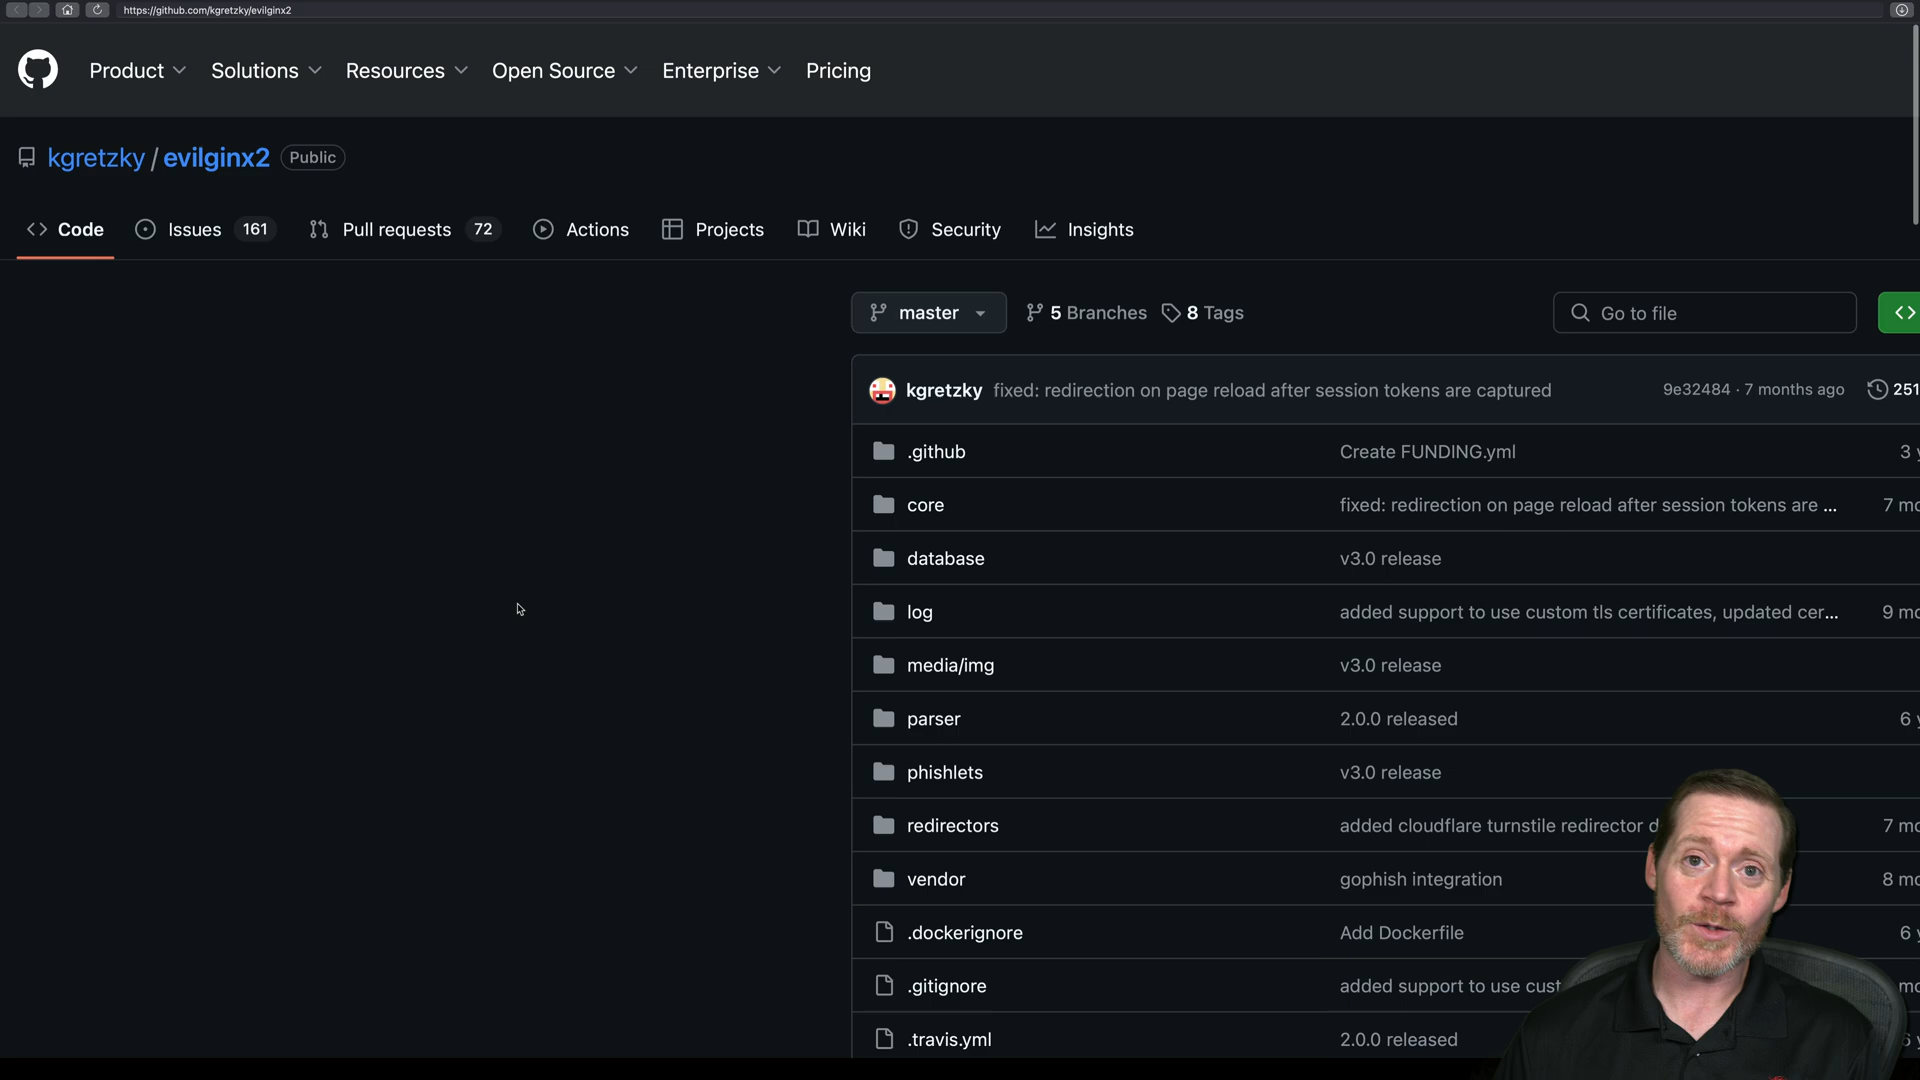 https://github.com/kgretzky/evilginx2
Product Solutions Resources Open Source Enterprise Pricing
kgretzky / evilginx2 Public
Code Issues 161 Pull requests 72 Actions Projects Wiki Security Insights
master 5 Branches 8 Tags Go to file
kgretzky fixed: redirection on page reload after session tokens are captured 9e32484 · 7 months ago 251
.github Create FUNDING.yml 3
core fixed: redirection on page reload after session tokens are ... 7
database v3.0 release
log added support to use custom tls certificates, updated cer... 9
media/img v3.0 release
parser 2.0.0 released 6
phishlets v3.0 release
redirectors added cloudflare turnstile redirector 7
vendor gophish integration 8
.dockerignore Add Dockerfile 6
.gitignore added support to use cust
.travis.yml 2.0.0 released